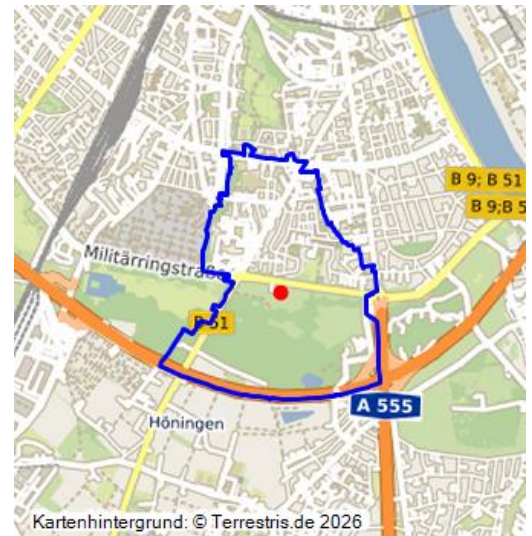 B 9; B 51
B 9;B 5
Militärringstraße
B 51
A 555
Höningen
Kartenhintergrund: © Terrestris.de 2026